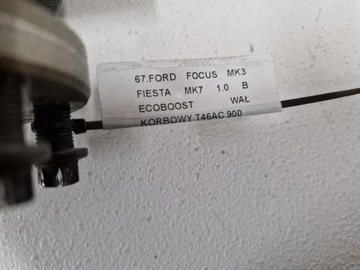 67.FORD FOCUS MK3
FIESTA MK7 1.0 B
ECOBOOST WAŁ
KORBOWY T46AC 900